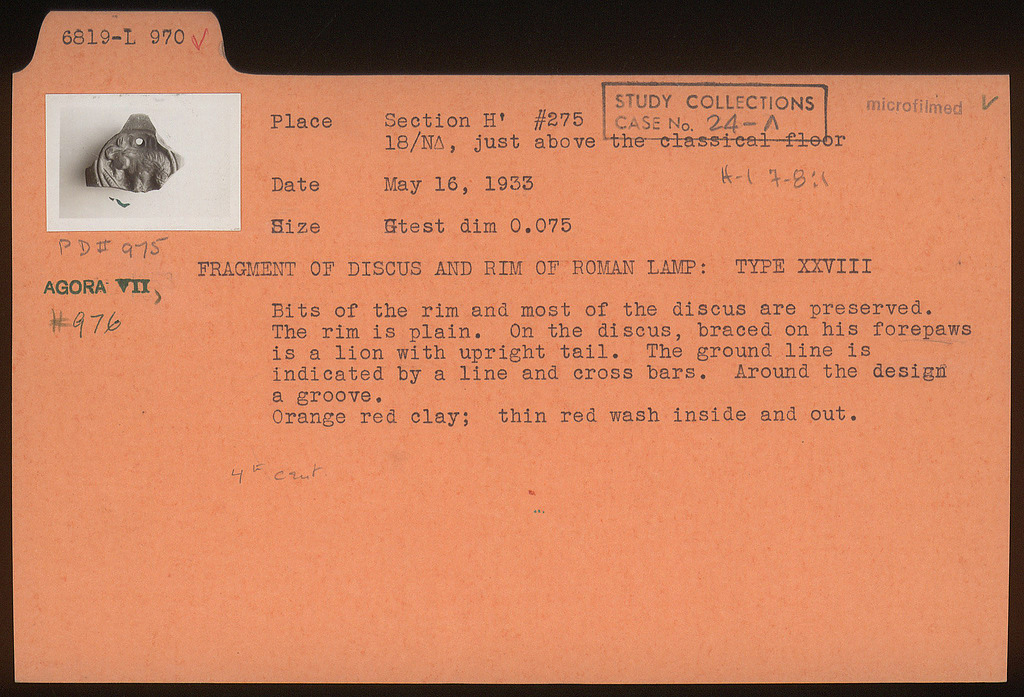 6819-L 970 ✓
Place Section H' #275
18/NΔ, just above the classical floor
STUDY COLLECTIONS
CASE No. 24-Λ
microfilmed ✓
H-I 7-8:1
Date May 16, 1933
Size Gtest dim 0.075
PD# 975
AGORA VII,
#976
FRAGMENT OF DISCUS AND RIM OF ROMAN LAMP: TYPE XXVIII
Bits of the rim and most of the discus are preserved.
The rim is plain. On the discus, braced on his forepaws
is a lion with upright tail. The ground line is
indicated by a line and cross bars. Around the design
a groove.
Orange red clay; thin red wash inside and out.
4th cent